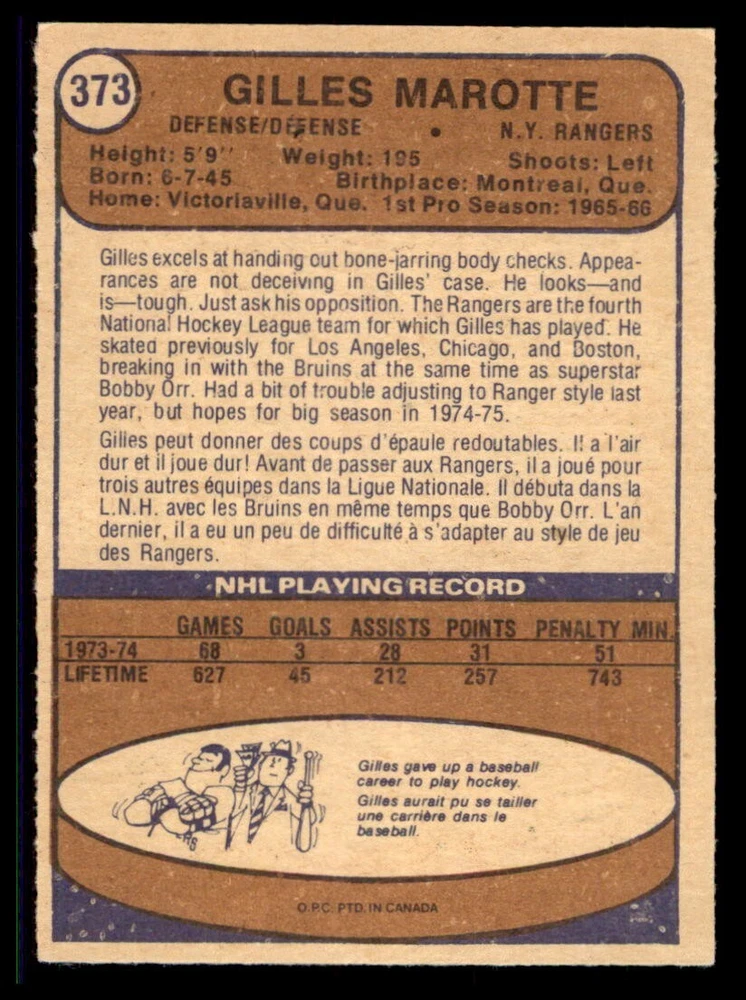 373
GILLES MAROTTE
DEFENSE/DEFENSE • N.Y. RANGERS
Height: 5'9'' Weight: 195 Shoots: Left
Born: 6-7-45 Birthplace: Montreal, Que.
Home: Victoriaville, Que. 1st Pro Season: 1965-66
Gilles excels at handing out bone-jarring body checks. Appea-
rances are not deceiving in Gilles' case. He looks—and
is—tough. Just ask his opposition. The Rangers are the fourth
National Hockey League team for which Gilles has played. He
skated previously for Los Angeles, Chicago, and Boston,
breaking in with the Bruins at the same time as superstar
Bobby Orr. Had a bit of trouble adjusting to Ranger style last
year, but hopes for big season in 1974-75.
Gilles peut donner des coups d'épaule redoutables. Il a l'air
dur et il joue dur! Avant de passer aux Rangers, il a joué pour
trois autres équipes dans la Ligue Nationale. Il débuta dans la
L.N.H. avec les Bruins en même temps que Bobby Orr. L'an
dernier, il a eu un peu de difficulté à s'adapter au style de jeu
des Rangers.
NHL PLAYING RECORD
GAMES GOALS ASSISTS POINTS PENALTY MIN.
1973-74 68 3 28 31 51
LIFETIME 627 45 212 257 743
Gilles gave up a baseball
career to play hockey.
Gilles aurait pu se tailler
une carrière dans le
baseball.
O.P.C. PTD. IN CANADA